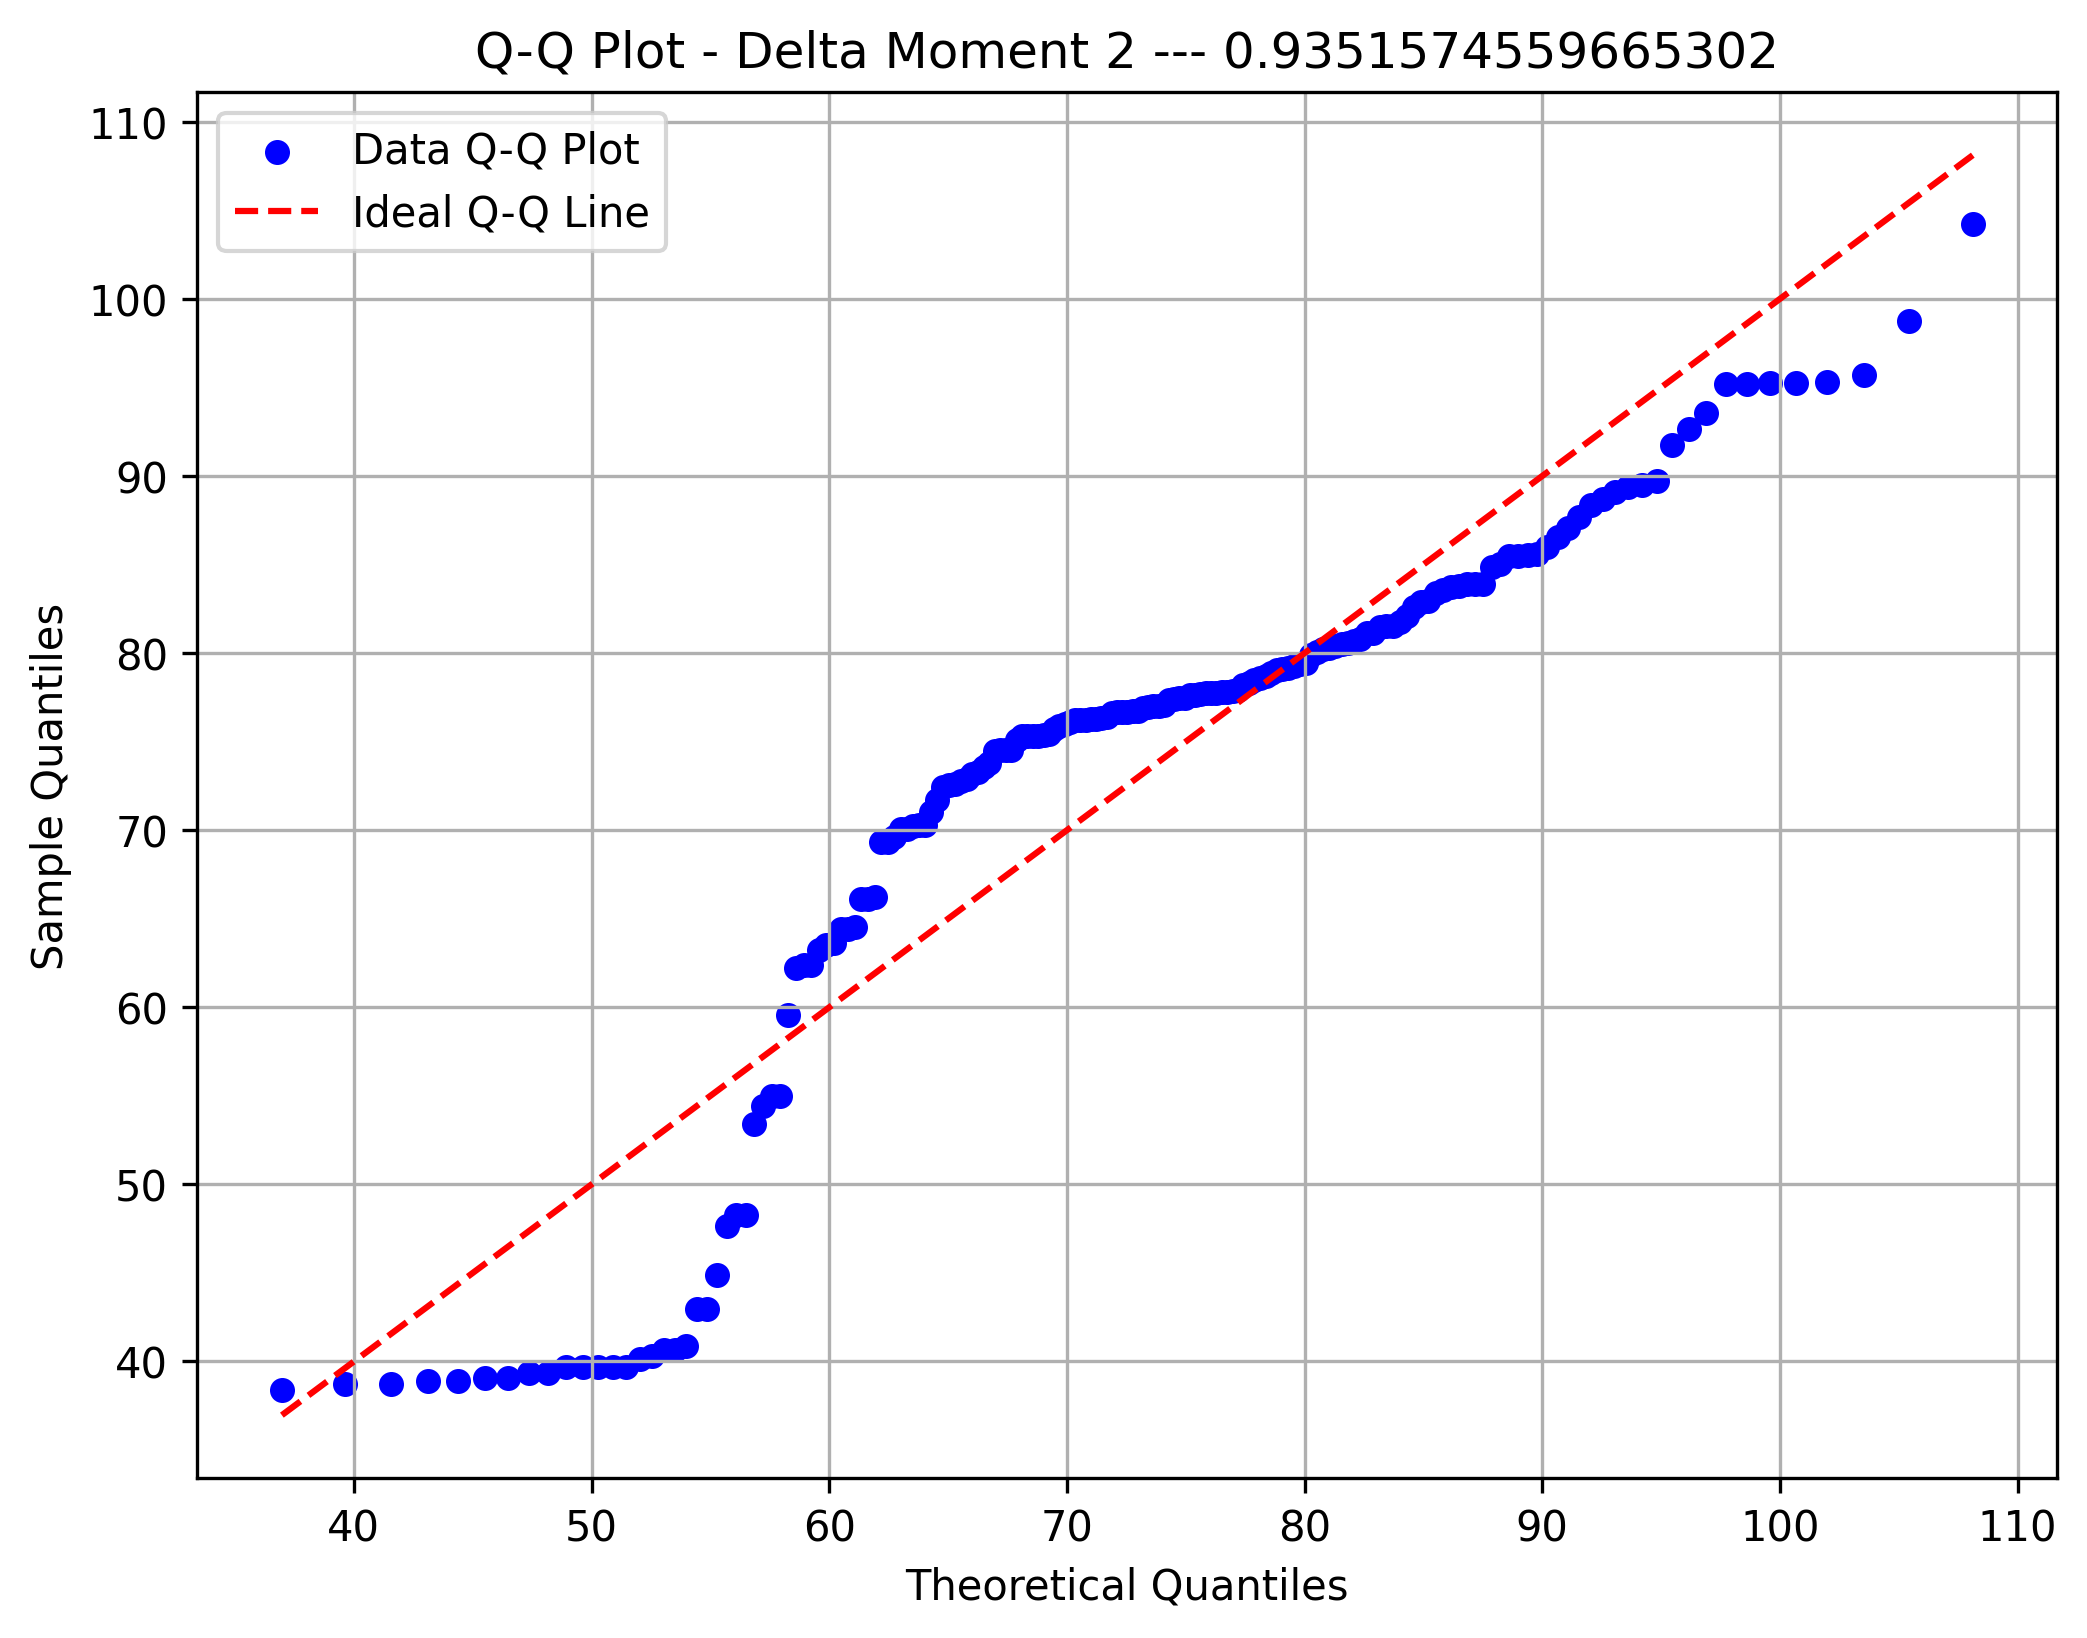 Q-Q Plot - Delta Moment 2 --- 0.9351574559665302
Data Q-Q Plot
Ideal Q-Q Line
110
100
90
80
70
60
50
40
Sample Quantiles
40 50 60 70 80 90 100 110
Theoretical Quantiles